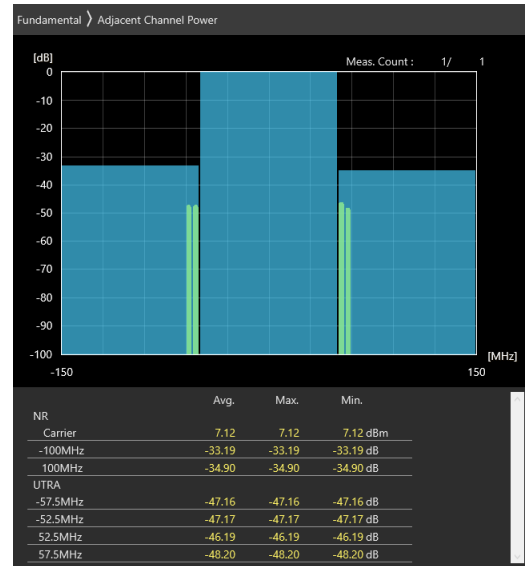 Fundamental 〉 Adjacent Channel Power
[dB]
Meas. Count : 1/ 1
0
-10
-20
-30
-40
-50
-60
-70
-80
-90
-100
[MHz]
-150 150
Avg. Max. Min.
NR
Carrier 7.12 7.12 7.12 dBm
-100MHz -33.19 -33.19 -33.19 dB
100MHz -34.90 -34.90 -34.90 dB
UTRA
-57.5MHz -47.16 -47.16 -47.16 dB
-52.5MHz -47.17 -47.17 -47.17 dB
52.5MHz -46.19 -46.19 -46.19 dB
57.5MHz -48.20 -48.20 -48.20 dB